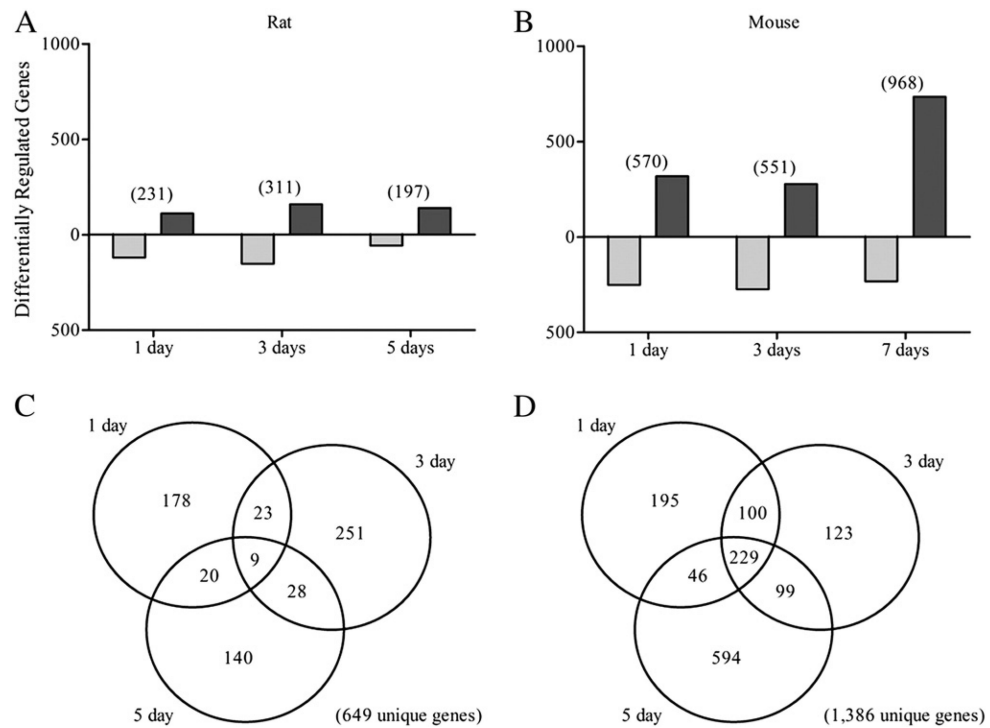 A
Rat
B
Mouse
Differentially Regulated Genes
1000
500
0
500
(231)
(311)
(197)
1 day
3 days
5 days
1000
500
0
500
(570)
(551)
(968)
1 day
3 days
7 days
C
1 day
3 day
178
23
251
9
20
28
140
5 day
(649 unique genes)
D
1 day
3 day
195
100
123
229
46
99
594
5 day
(1,386 unique genes)